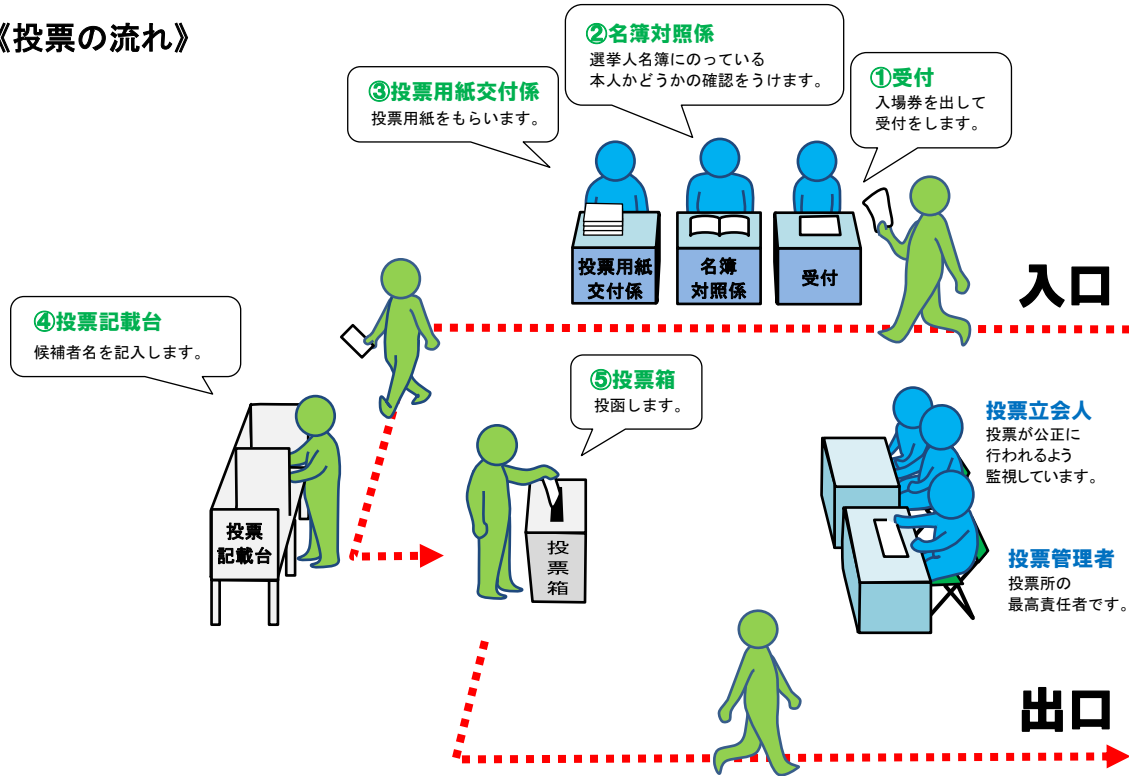 《投票の流れ》
②名簿対照係
選挙人名簿にのっている
本人かどうかの確認をうけます。
①受付
入場券を出して
受付をします。
③投票用紙交付係
投票用紙をもらいます。
投票用紙
交付係
名簿
対照係
受付
入口
④投票記載台
候補者名を記入します。
⑤投票箱
投函します。
投票立会人
投票が公正に
行われるよう
監視しています。
投票
記載台
投票箱
投票管理者
投票所の
最高責任者です。
出口